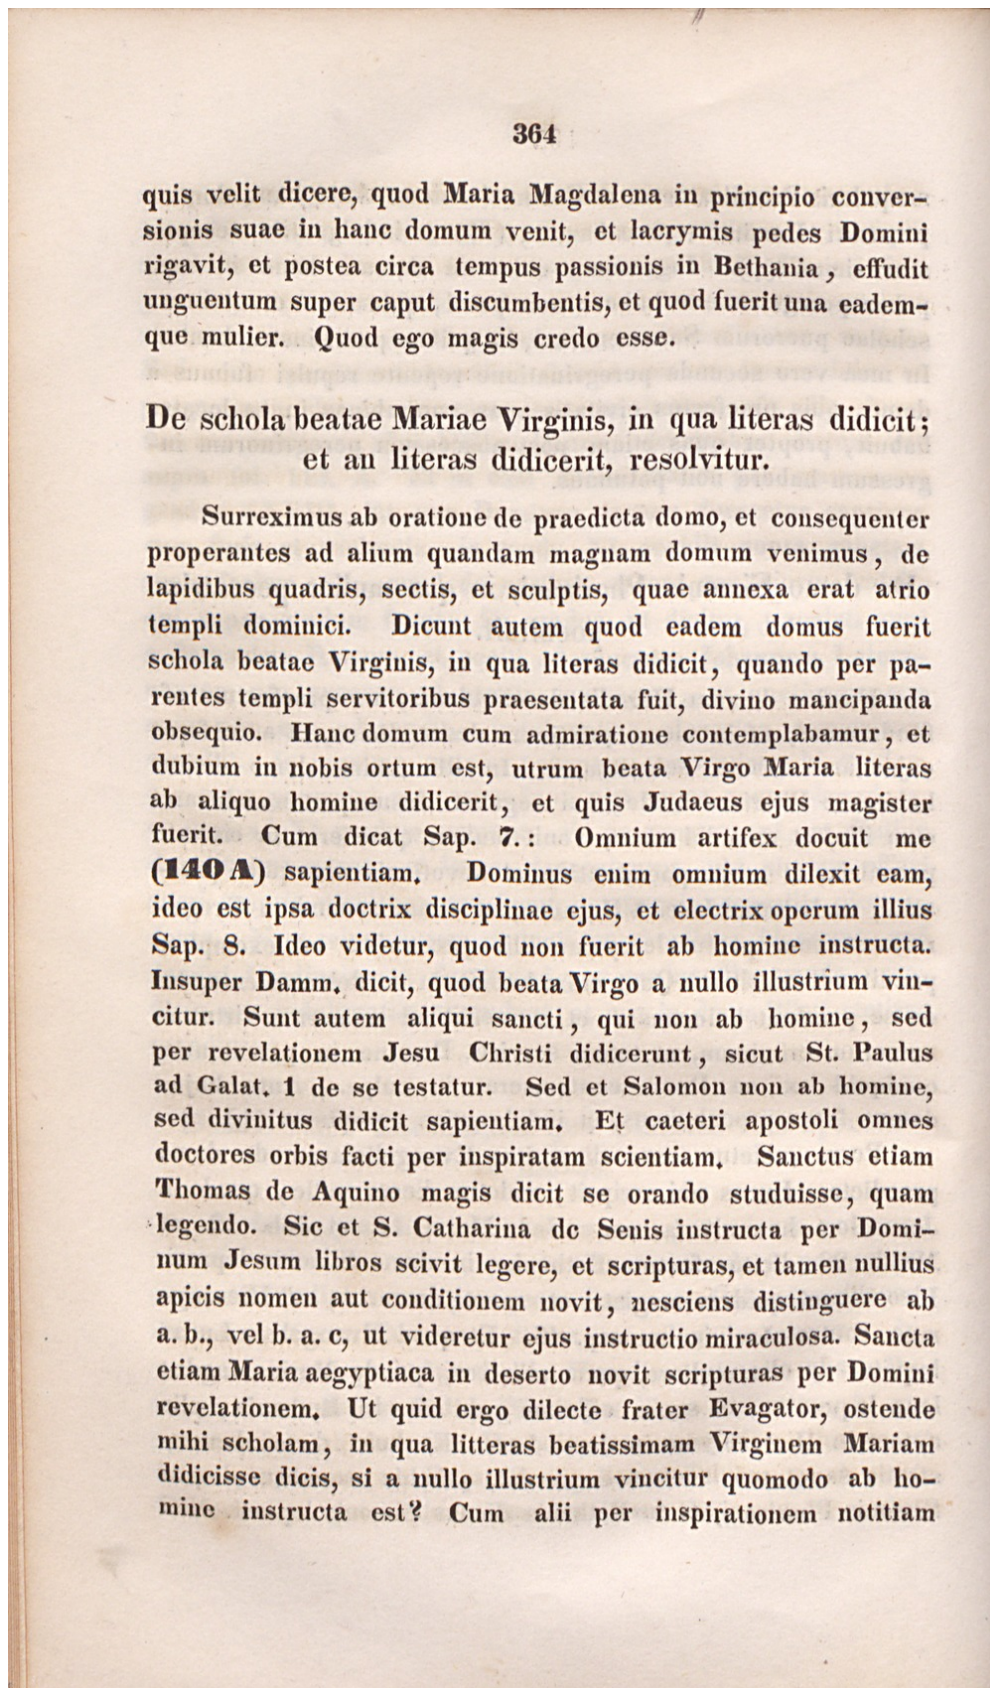 364
quis velit dicere, quod Maria Magdalena in principio conver-
sionis suae in hanc domum venit, et lacrymis pedes Domini
rigavit, et postea circa tempus passionis in Bethania, effudit
unguentum super caput discumbentis, et quod fuerit una eadem-
que mulier. Quod ego magis credo esse.
De schola beatae Mariae Virginis, in qua literas didicit;
et an literas didicerit, resolvitur.
Surreximus ab oratione de praedicta domo, et consequenter
properantes ad alium quandam magnam domum venimus, de
lapidibus quadris, sectis, et sculptis, quae annexa erat atrio
templi dominici. Dicunt autem quod eadem domus fuerit
schola beatae Virginis, in qua literas didicit, quando per pa-
rentes templi servitoribus praesentata fuit, divino mancipanda
obsequio. Hanc domum cum admiratione contemplabamur, et
dubium in nobis ortum est, utrum beata Virgo Maria literas
ab aliquo homine didicerit, et quis Judaeus ejus magister
fuerit. Cum dicat Sap. 7.: Omnium artifex docuit me
(140 A) sapientiam. Dominus enim omnium dilexit eam,
ideo est ipsa doctrix disciplinae ejus, et electrix operum illius
Sap. 8. Ideo videtur, quod non fuerit ab homine instructa.
Insuper Damm. dicit, quod beata Virgo a nullo illustrium vin-
citur. Sunt autem aliqui sancti, qui non ab homine, sed
per revelationem Jesu Christi didicerunt, sicut St. Paulus
ad Galat. 1 de se testatur. Sed et Salomon non ab homine,
sed divinitus didicit sapientiam. Et caeteri apostoli omnes
doctores orbis facti per inspiratam scientiam. Sanctus etiam
Thomas de Aquino magis dicit se orando studuisse, quam
legendo. Sic et S. Catharina de Senis instructa per Domi-
num Jesum libros scivit legere, et scripturas, et tamen nullius
apicis nomen aut conditionem novit, nesciens distinguere ab
a. b., vel b. a. c, ut videretur ejus instructio miraculosa. Sancta
etiam Maria aegyptiaca in deserto novit scripturas per Domini
revelationem. Ut quid ergo dilecte frater Evagator, ostende
mihi scholam, in qua litteras beatissimam Virginem Mariam
didicisse dicis, si a nullo illustrium vincitur quomodo ab ho-
mine instructa est? Cum alii per inspirationem notitiam